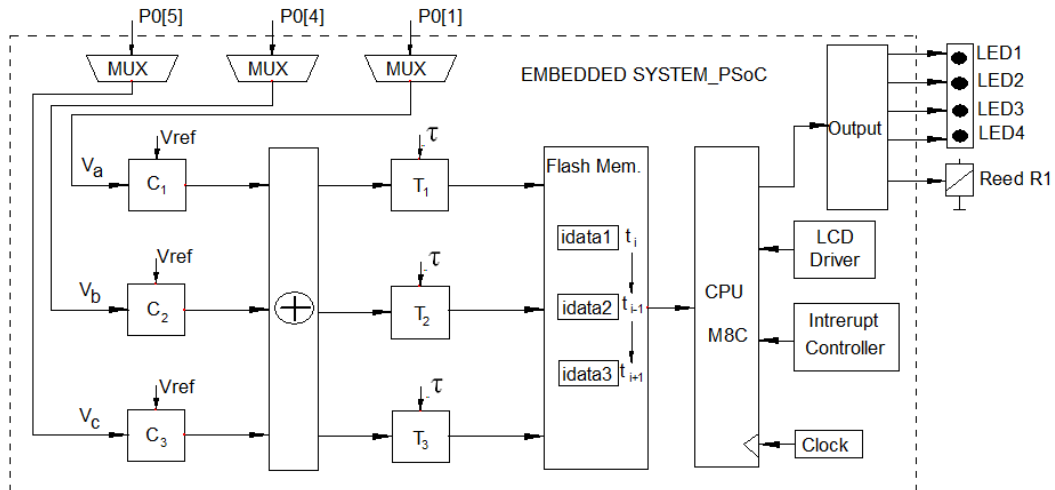 P0[5]
P0[4]
P0[1]
MUX
MUX
MUX
EMBEDDED SYSTEM_PSoC
LED1
LED2
LED3
LED4
Output
Reed R1
Vref
Va
C1
τ
T1
Flash Mem.
idata1 ti
idata2 ti-1
idata3 ti+1
Vref
Vb
C2
τ
T2
Vref
Vc
C3
τ
T3
CPU
M8C
LCD
Driver
Intrerupt
Controller
Clock